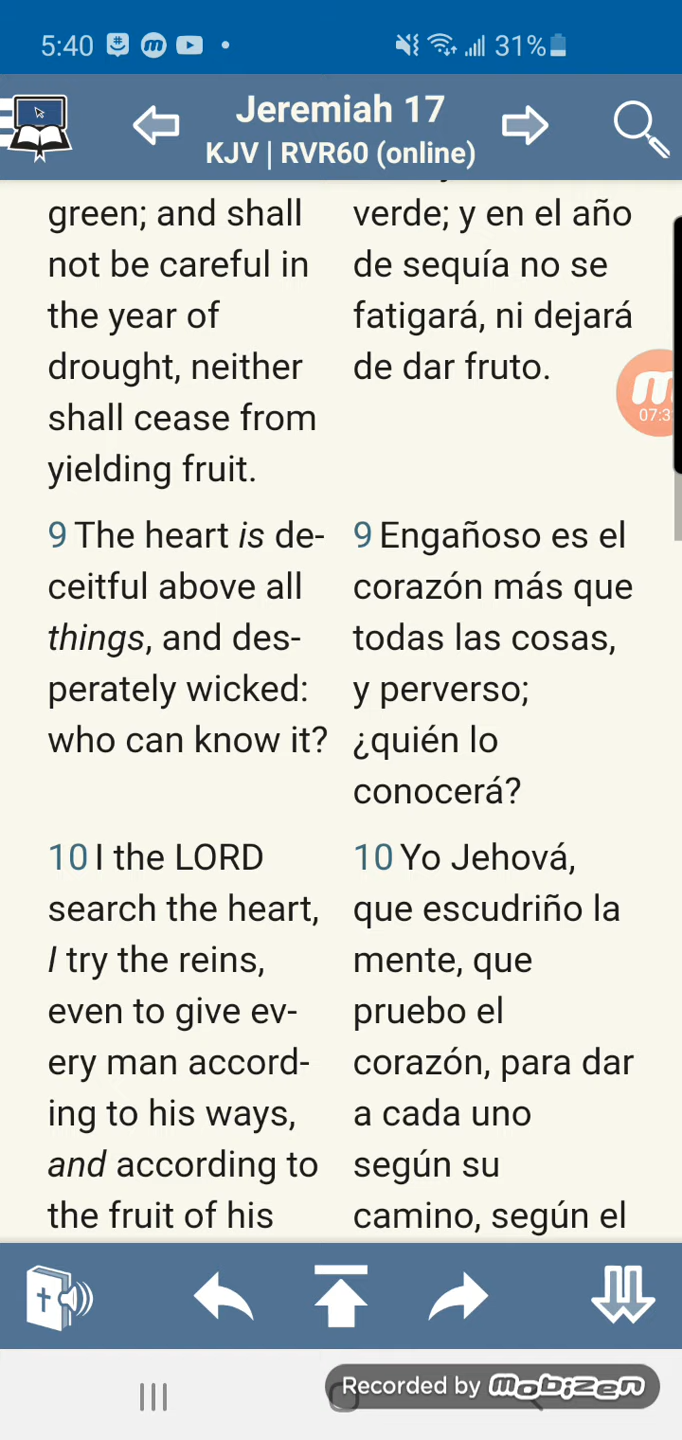 5:40
31%
Jeremiah 17
KJV | RVR60 (online)
green; and shall
not be careful in
the year of
drought, neither
shall cease from
yielding fruit.
verde; y en el año
de sequía no se
fatigará, ni dejará
de dar fruto.
07:3
9 The heart is de-
ceitful above all
things, and des-
perately wicked:
who can know it?
9 Engañoso es el
corazón más que
todas las cosas,
y perverso;
¿quién lo
conocerá?
10 I the LORD
search the heart,
I try the reins,
even to give ev-
ery man accord-
ing to his ways,
and according to
the fruit of his
10 Yo Jehová,
que escudriño la
mente, que
pruebo el
corazón, para dar
a cada uno
según su
camino, según el
Recorded by mobizen